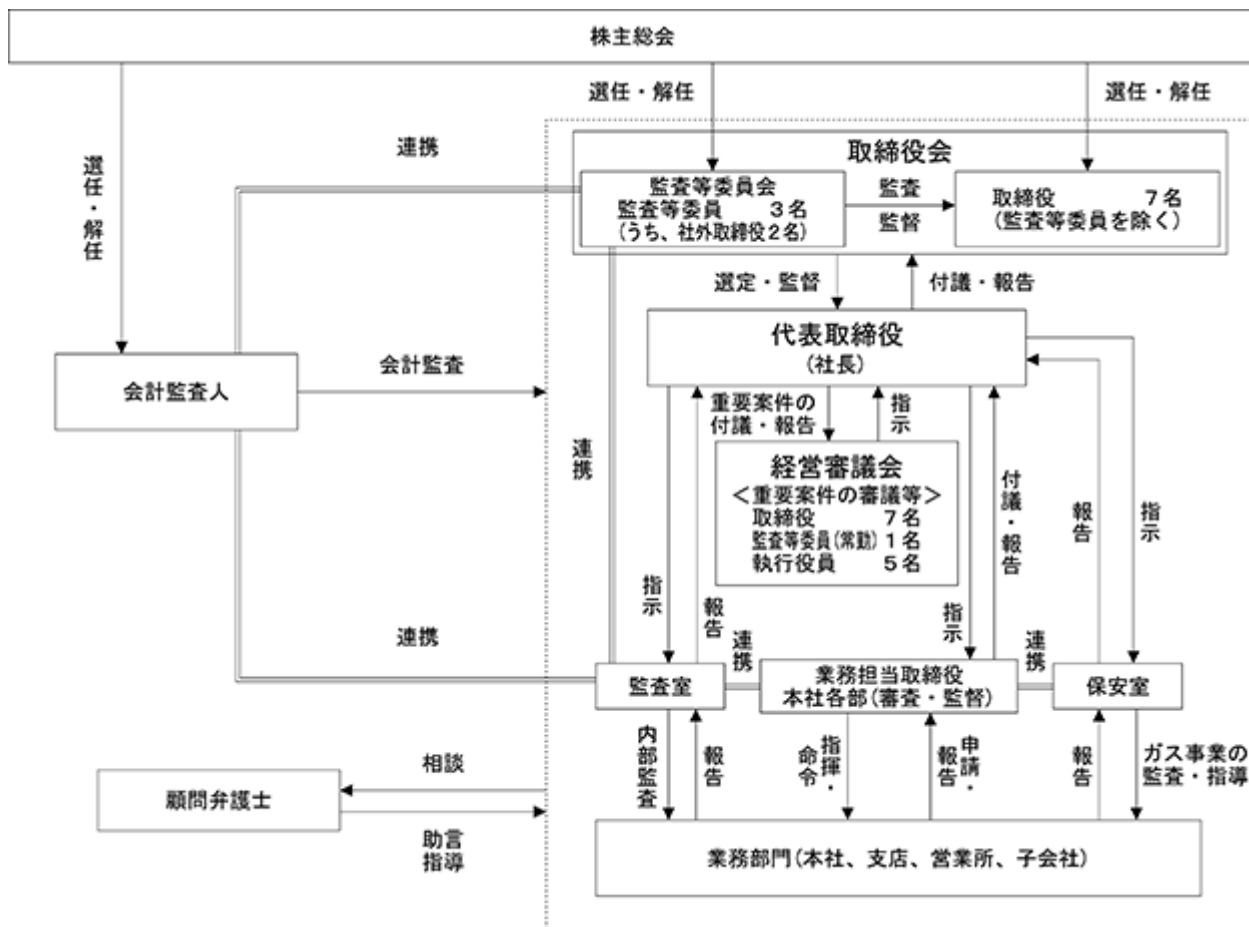 株主総会
選任・解任
選任・解任
選任・解任
連携
取締役会
監査等委員会
監査等委員 3名
(うち、社外取締役2名)
監査
監督
取締役 7名
(監査等委員を除く)
選定・監督
付議・報告
代表取締役
(社長)
会計監査人
会計監査
重要案件の
付議・報告
指示
連携
経営審議会
<重要案件の審議等>
取締役 7名
監査等委員(常勤)1名
執行役員 5名
付議・報告
報告
指示
指示
報告
指示
連携
連携
連携
監査室
業務担当取締役
本社各部(審査・監督)
保安室
内部監査
報告
指揮・
命令
申請・
報告
報告
ガス事業の
監査・指導
相談
顧問弁護士
助言
指導
業務部門(本社、支店、営業所、子会社)